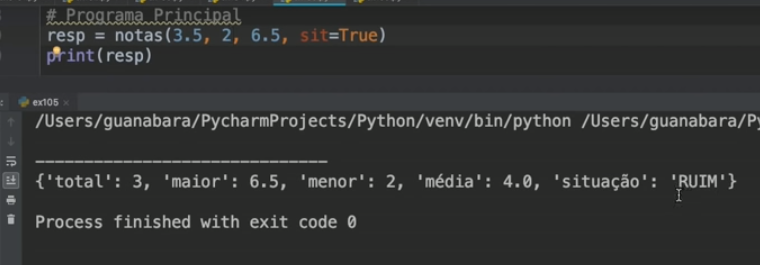 # Programa Principal
resp = notas(3.5, 2, 6.5, sit=True)
print(resp)
ex105
/Users/guanabara/PycharmProjects/Python/venv/bin/python /Users/guanabara/Py
------------------------------
{'total': 3, 'maior': 6.5, 'menor': 2, 'média': 4.0, 'situação': 'RUIM'}
Process finished with exit code 0